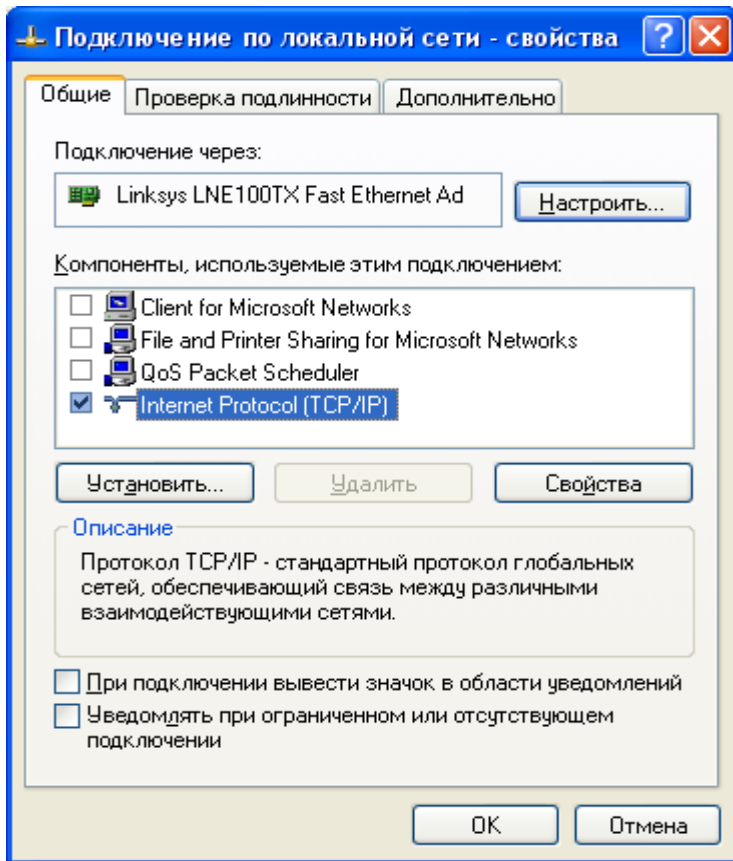 Подключение по локальной сети - свойства
Общие
Проверка подлинности
Дополнительно
Подключение через:
Linksys LNE100TX Fast Ethernet Ad
Настроить...
Компоненты, используемые этим подключением:
Client for Microsoft Networks
File and Printer Sharing for Microsoft Networks
QoS Packet Scheduler
Internet Protocol (TCP/IP)
Установить...
Удалить
Свойства
Описание
Протокол TCP/IP - стандартный протокол глобальных
сетей, обеспечивающий связь между различными
взаимодействующими сетями.
При подключении вывести значок в области уведомлений
Уведомлять при ограниченном или отсутствующем
подключении
OK
Отмена